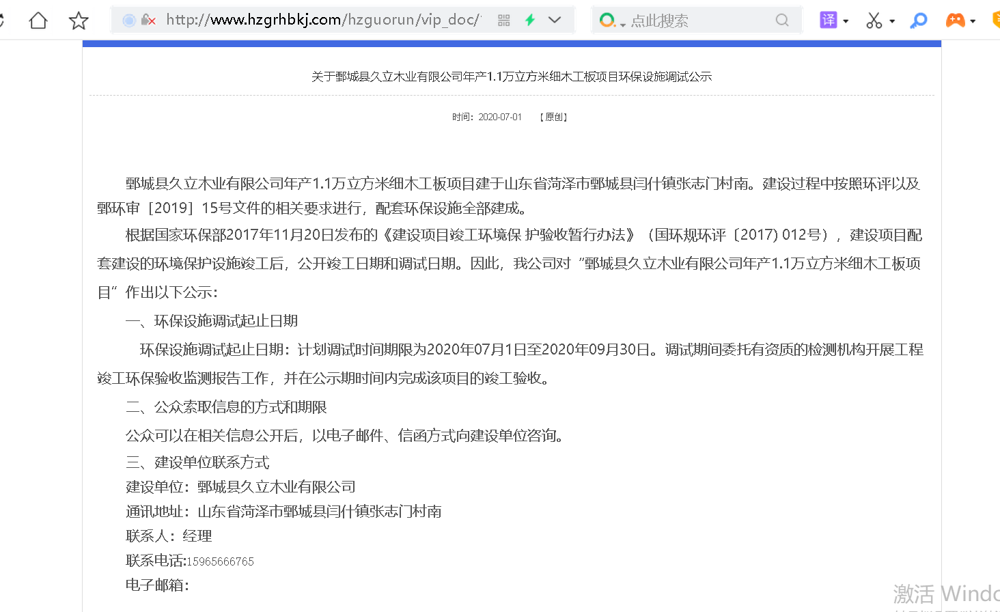 http://www.hzgrhbkj.com/hzguorun/vip_doc/
点此搜索
译
关于鄄城县久立木业有限公司年产1.1万立方米细木工板项目环保设施调试公示
时间：2020-07-01 【原创】
鄄城县久立木业有限公司年产1.1万立方米细木工板项目建于山东省菏泽市鄄城县闫什镇张志门村南。建设过程中按照环评以及
鄄环审［2019］15号文件的相关要求进行，配套环保设施全部建成。
根据国家环保部2017年11月20日发布的《建设项目竣工环境保 护验收暂行办法》（国环规环评〔2017) 012号），建设项目配
套建设的环境保护设施竣工后，公开竣工日期和调试日期。因此，我公司对“鄄城县久立木业有限公司年产1.1万立方米细木工板项
目”作出以下公示：
一、环保设施调试起止日期
环保设施调试起止日期：计划调试时间期限为2020年07月1日至2020年09月30日。调试期间委托有资质的检测机构开展工程
竣工环保验收监测报告工作，并在公示期时间内完成该项目的竣工验收。
二、公众索取信息的方式和期限
公众可以在相关信息公开后，以电子邮件、信函方式向建设单位咨询。
三、建设单位联系方式
建设单位：鄄城县久立木业有限公司
通讯地址：山东省菏泽市鄄城县闫什镇张志门村南
联系人：经理
联系电话:15965666765
电子邮箱：
激活 Windo